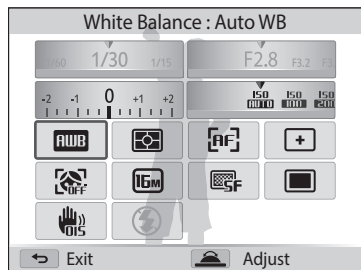 White Balance : Auto WB
1/60 1/30 1/15 F2.8 F3.2 F3.
-2 -1 0 +1 +2 ISO AUTO ISO 100 ISO 200
AWB AF
OFF 16M SF
OIS
Exit Adjust